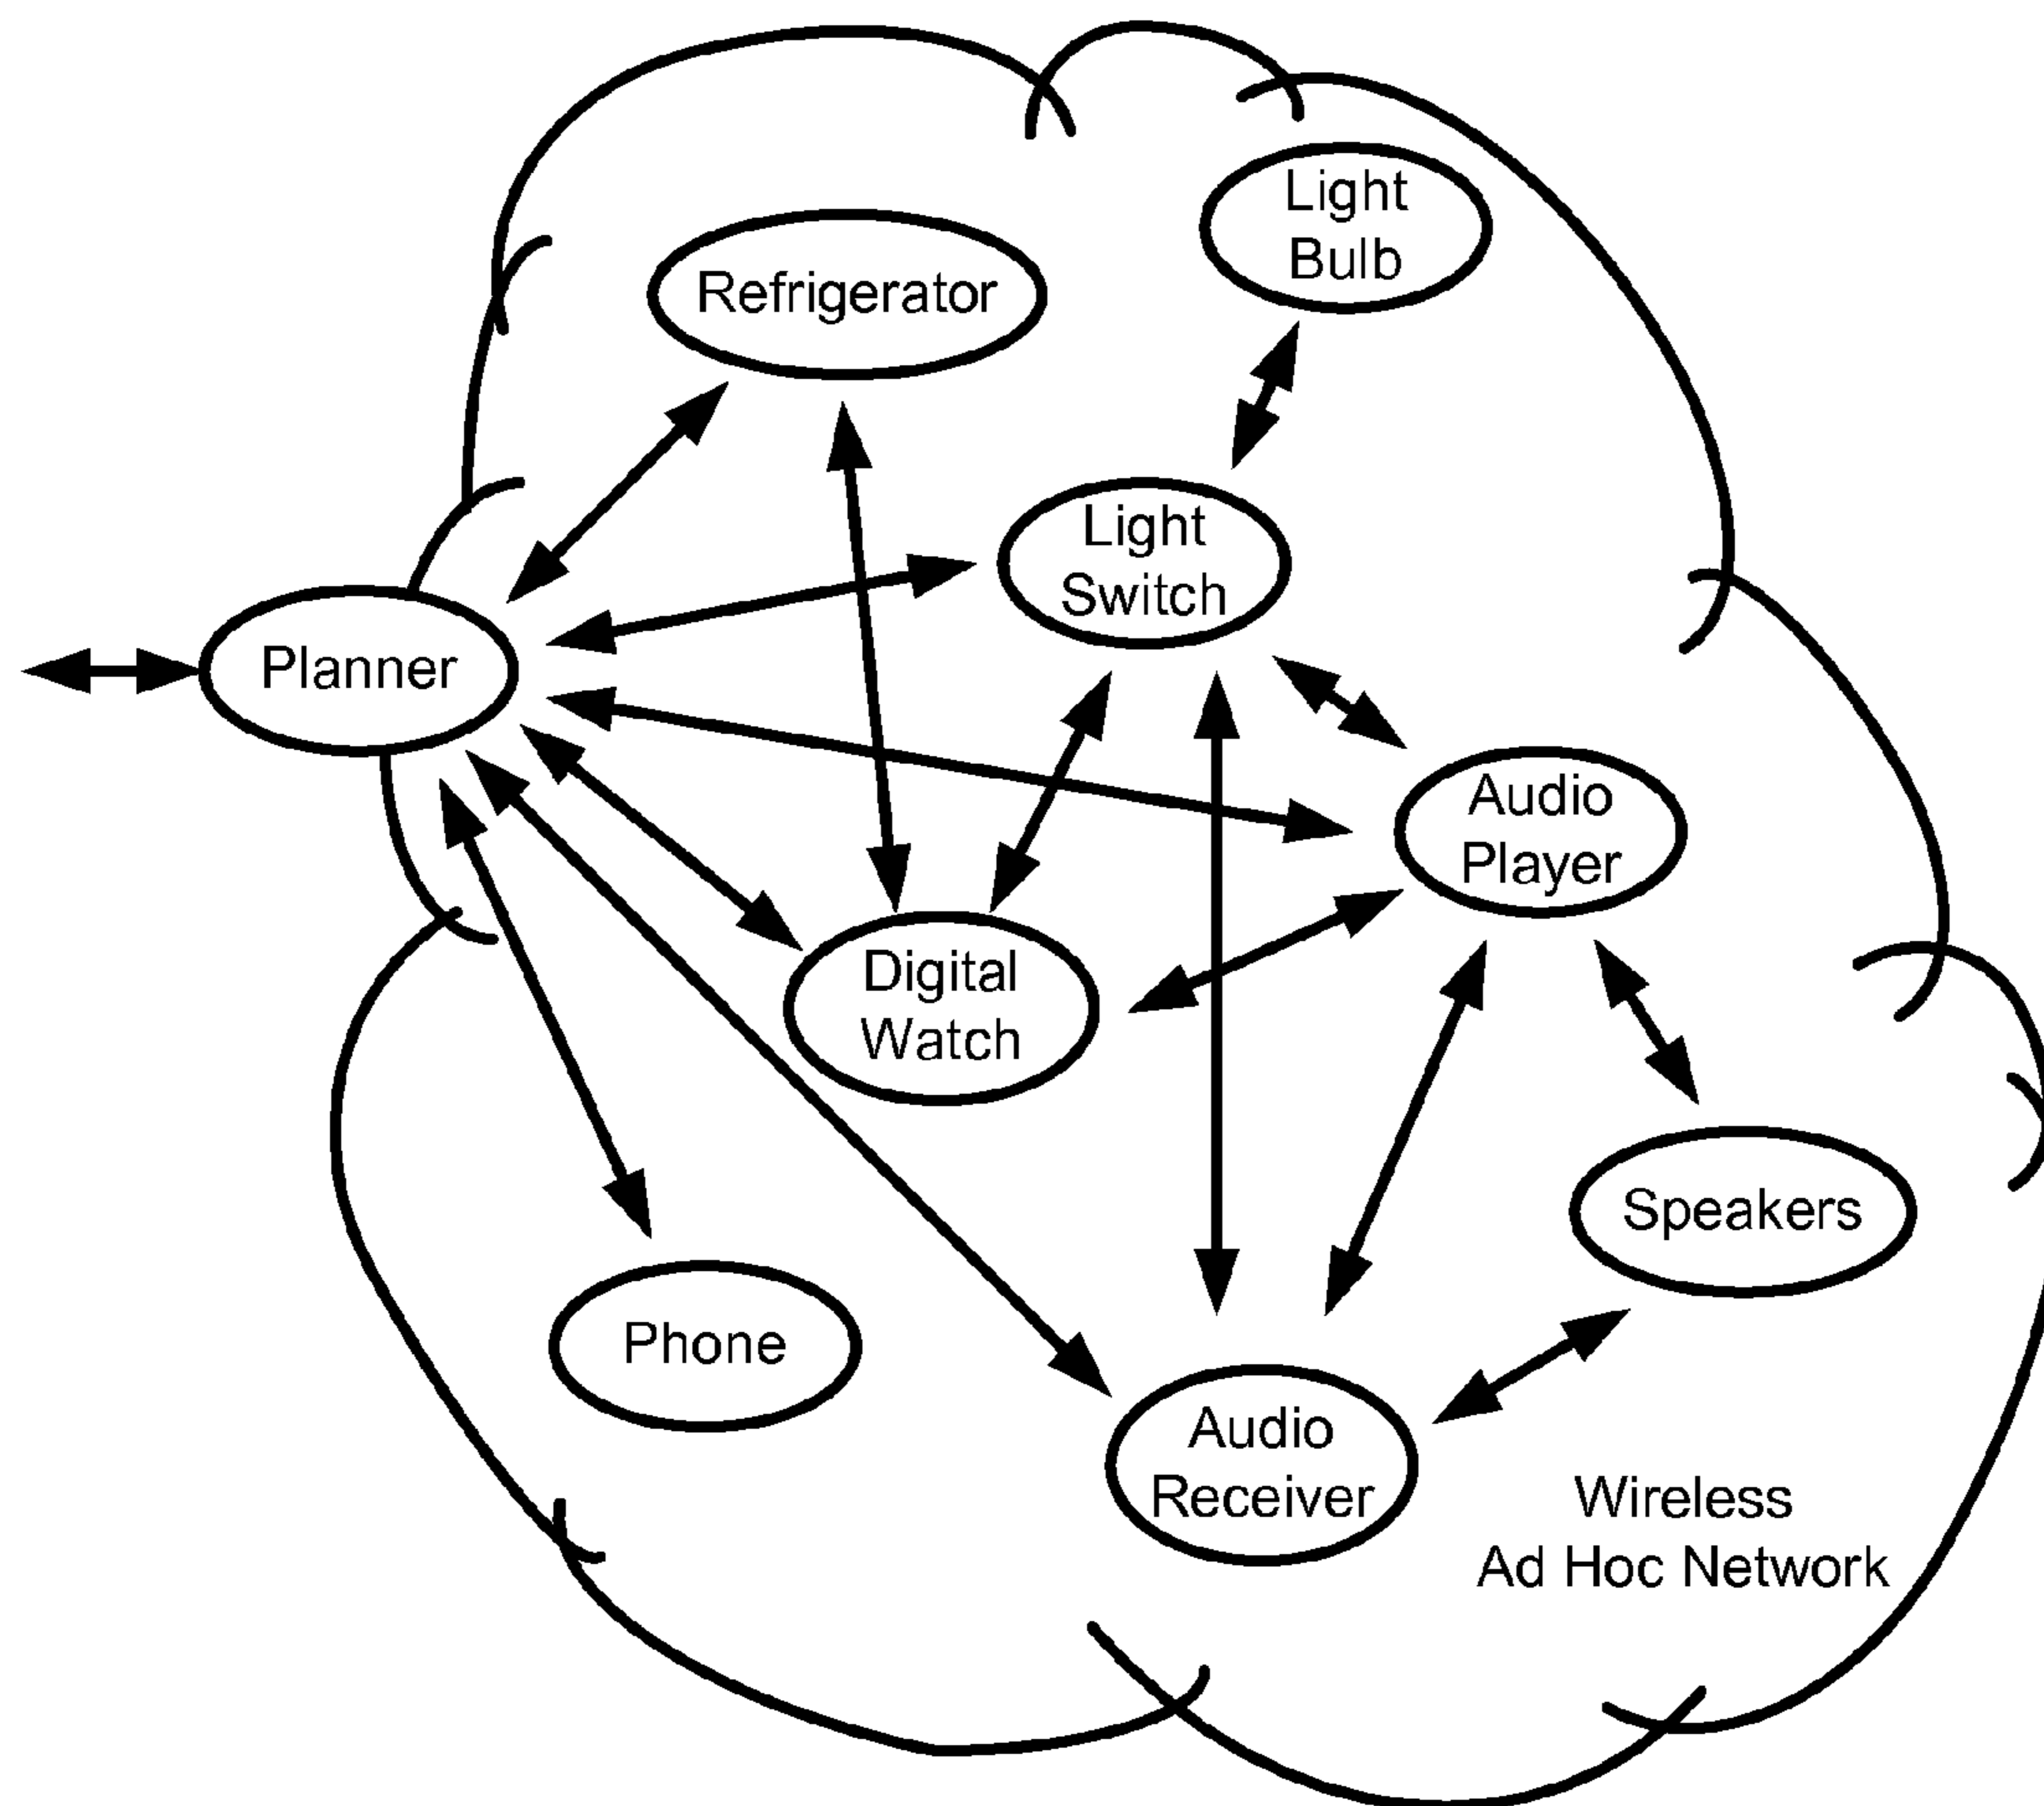 Light
Bulb
Refrigerator
Light
Switch
Planner
Audio
Player
Digital
Watch
Speakers
Phone
Audio
Receiver
Wireless
Ad Hoc Network